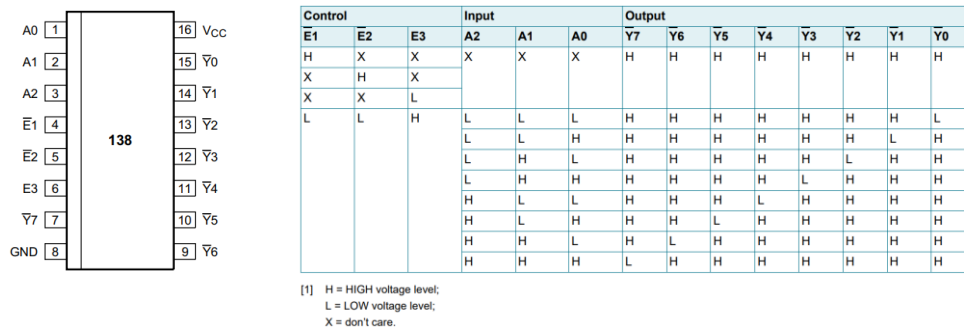 A0 1 16 VCC
A1 2 15 Y̅0
A2 3 14 Y̅1
E̅1 4 13 Y̅2
138
E̅2 5 12 Y̅3
E3 6 11 Y̅4
Y̅7 7 10 Y̅5
GND 8 9 Y̅6
Control Input Output
E̅1 E̅2 E3 A2 A1 A0 Y̅7 Y̅6 Y̅5 Y̅4 Y̅3 Y̅2 Y̅1 Y̅0
H X X X X X H H H H H H H H
X H X
X X L
L L H L L L H H H H H H H L
L L H H H H H H H L H
L H L H H H H H L H H
L H H H H H H L H H H
H L L H H H L H H H H
H L H H H L H H H H H
H H L H L H H H H H H
H H H L H H H H H H H
[1] H = HIGH voltage level;
L = LOW voltage level;
X = don't care.